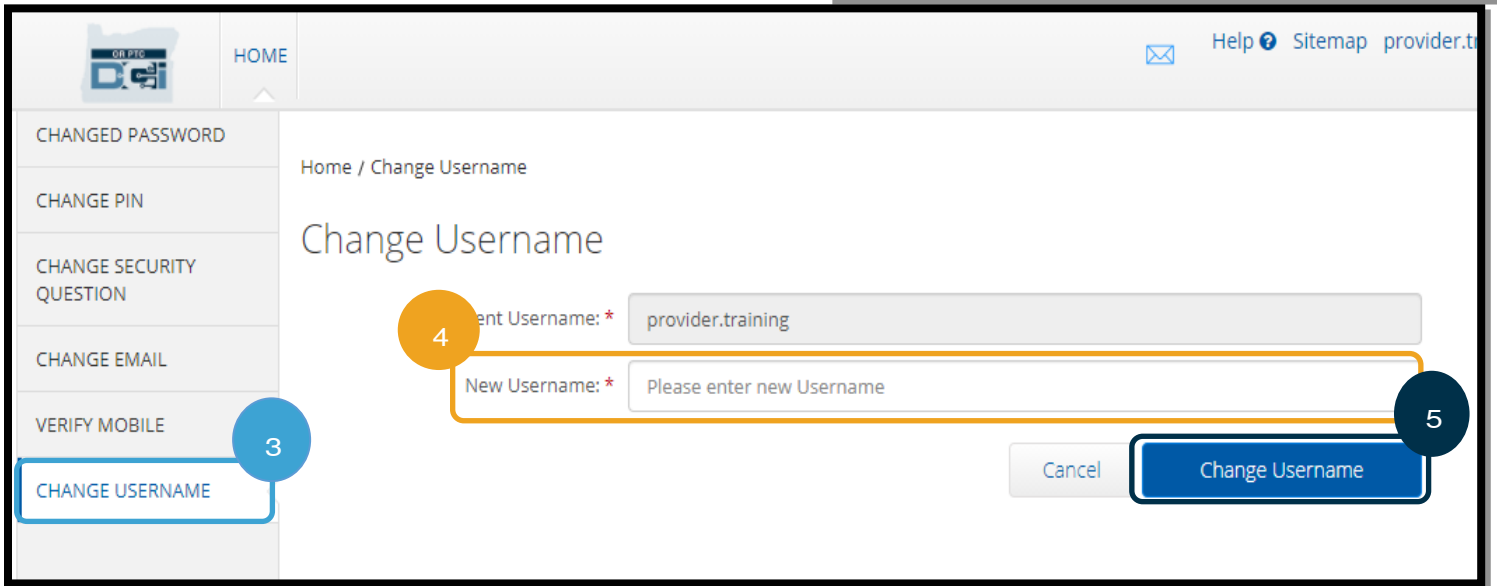 OR PTC
DCi
HOME
Help ? Sitemap provider.t
CHANGED PASSWORD
CHANGE PIN
CHANGE SECURITY
QUESTION
CHANGE EMAIL
VERIFY MOBILE
3
CHANGE USERNAME
Home / Change Username
Change Username
4
ent Username: * provider.training
New Username: * Please enter new Username
5
Cancel Change Username